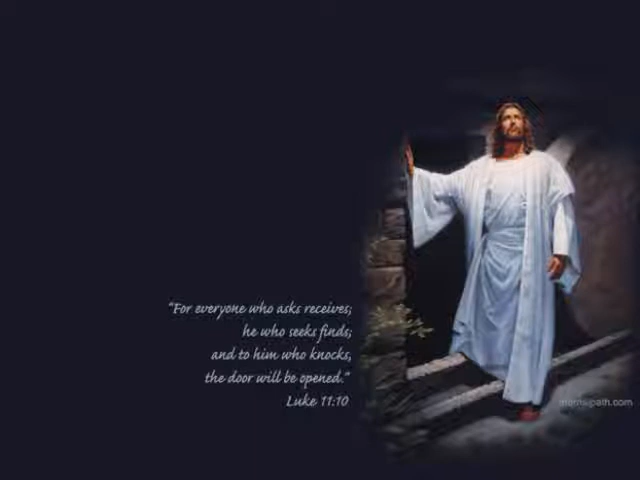 "For everyone who asks receives;
he who seeks finds;
and to him who knocks,
the door will be opened."
Luke 11:10